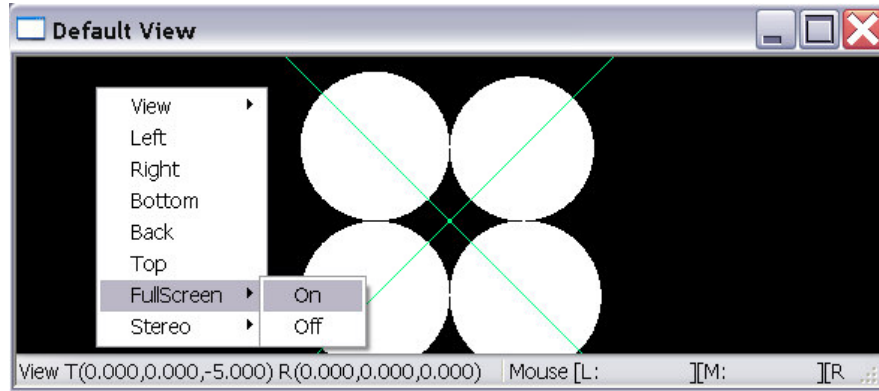 Default View
View
Left
Right
Bottom
Back
Top
FullScreen
On
Stereo
Off
View T(0.000,0.000,-5.000) R(0.000,0.000,0.000) Mouse [L: ][M: ][R